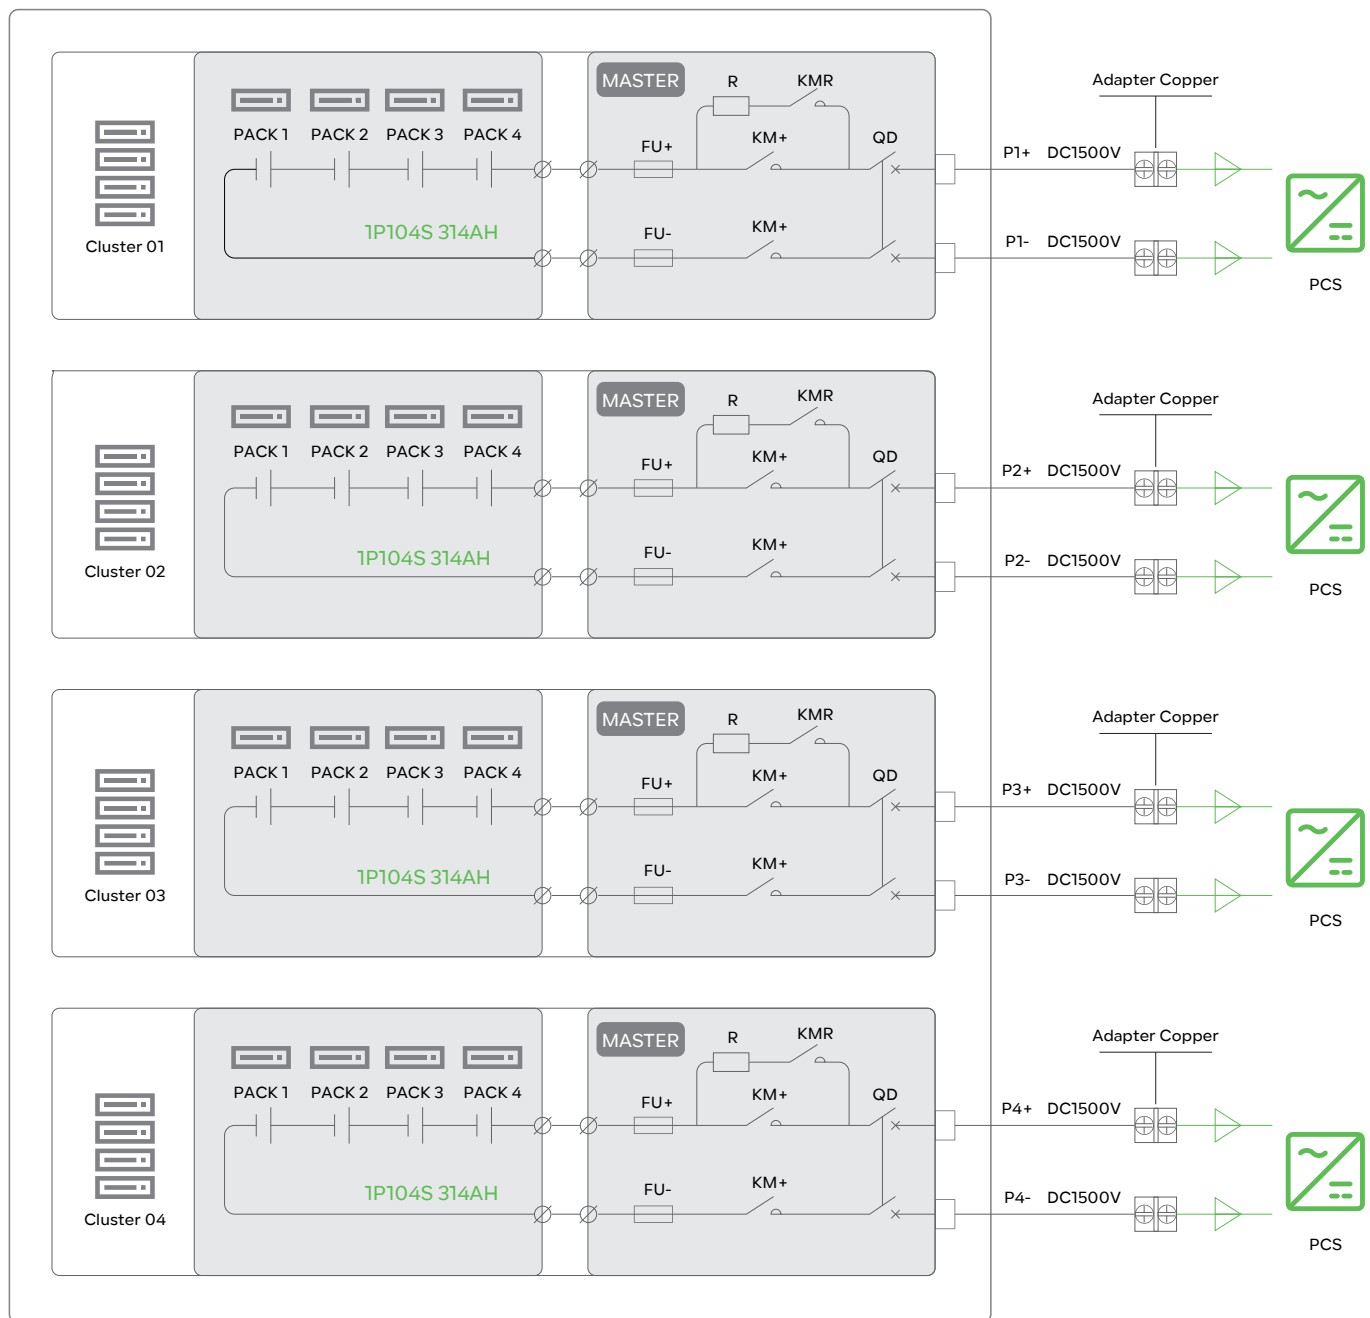 MASTER R KMR Adapter Copper
PACK 1 PACK 2 PACK 3 PACK 4
FU+ KM+ QD P1+ DC1500V
1P104S 314AH FU- KM+ P1- DC1500V
Cluster 01
PCS
MASTER R KMR Adapter Copper
PACK 1 PACK 2 PACK 3 PACK 4
FU+ KM+ QD P2+ DC1500V
1P104S 314AH FU- KM+ P2- DC1500V
Cluster 02
PCS
MASTER R KMR Adapter Copper
PACK 1 PACK 2 PACK 3 PACK 4
FU+ KM+ QD P3+ DC1500V
1P104S 314AH FU- KM+ P3- DC1500V
Cluster 03
PCS
MASTER R KMR Adapter Copper
PACK 1 PACK 2 PACK 3 PACK 4
FU+ KM+ QD P4+ DC1500V
1P104S 314AH FU- KM+ P4- DC1500V
Cluster 04
PCS